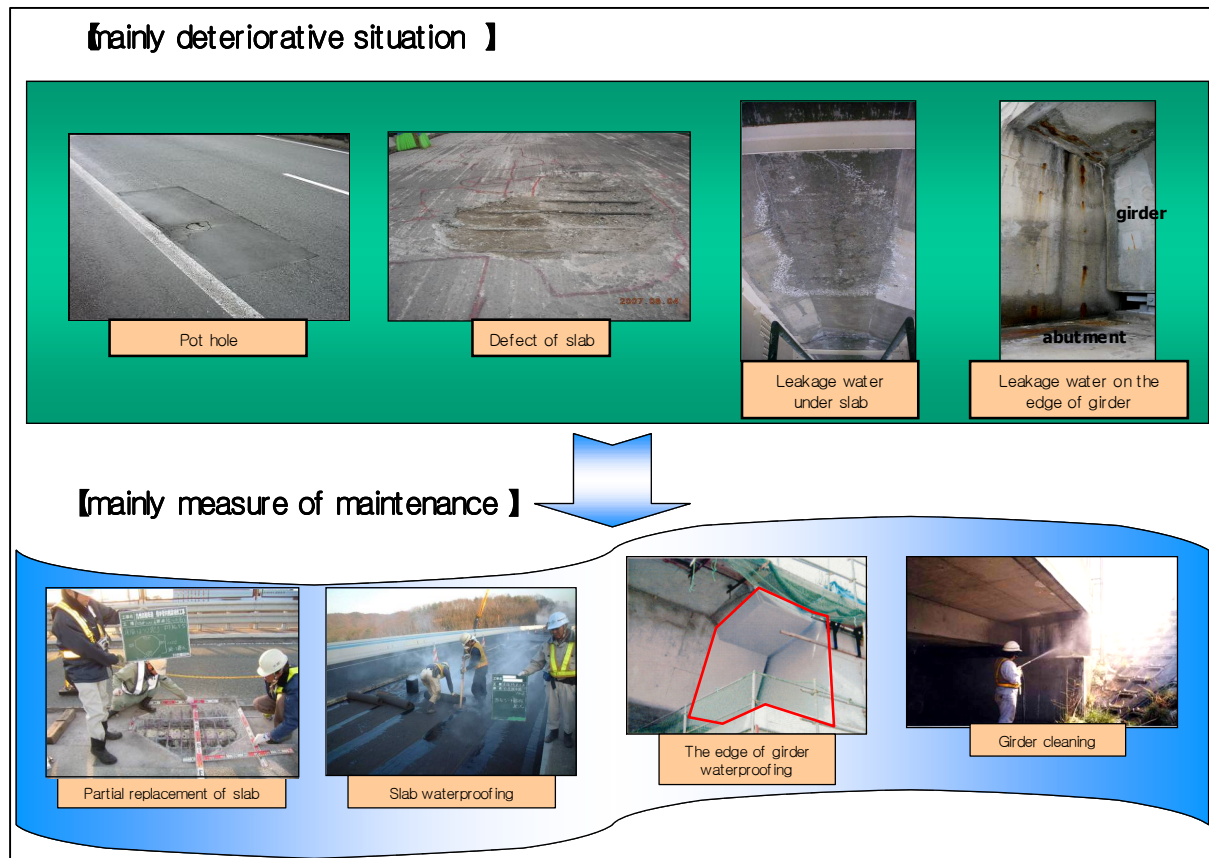 【mainly deteriorative situation 】
girder
2007.08.04
abutment
Pot hole
Defect of slab
Leakage water
under slab
Leakage water on the
edge of girder
【mainly measure of maintenance 】
The edge of girder
waterproofing
Girder cleaning
Partial replacement of slab
Slab waterproofing